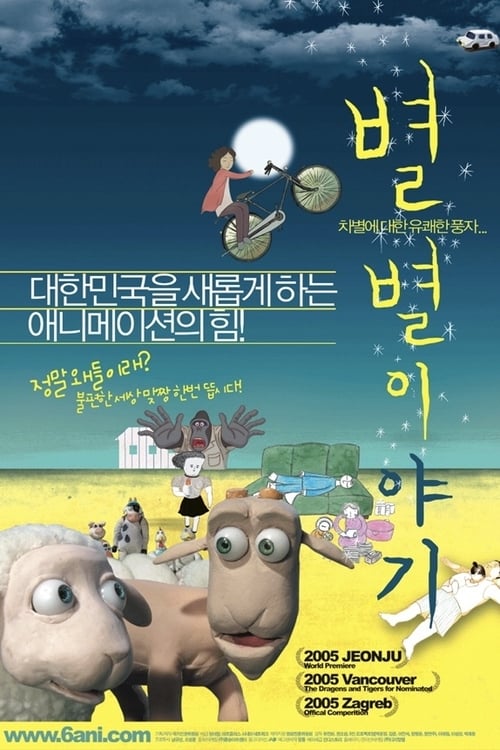 별별이야기
차별에 대한 유쾌한 풍자...
대한민국을 새롭게 하는
애니메이션의 힘!
정말 왜들 이래?
불편한 세상 맞짱 한번 뜹시다!
2005 JEONJU
World Premiere
2005 Vancouver
The Dragons and Tigers for Nominated
2005 Zagreb
Offical Competition
www.6ani.com